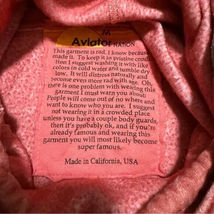 M
Aviator NATION
This garment is rad. I know because I
made it. To keep it in pristine condition
I suggest washing it with like
colors in cold water and tumble dry
low. It will distress naturally and
become even more rad with age. Oh,
there is one problem with wearing this
garment I must warn you about:
People will come out of no where and
want to know who you are. I suggest
not wearing it in a crowded place
unless you have a couple body guards,
then it's probably ok, and if you're
already famous and wearing this
garment you will most likely become
super famous.
Made in California, USA